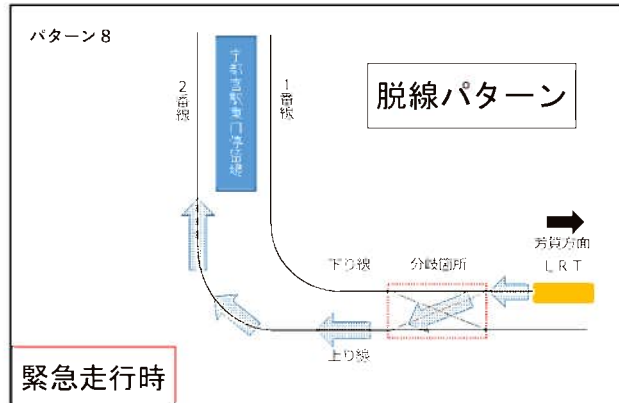 パターン8
脱線パターン
2番線
宇都宮駅東口停留場
1番線
芳賀方面
LRT
下り線
分岐箇所
上り線
緊急走行時